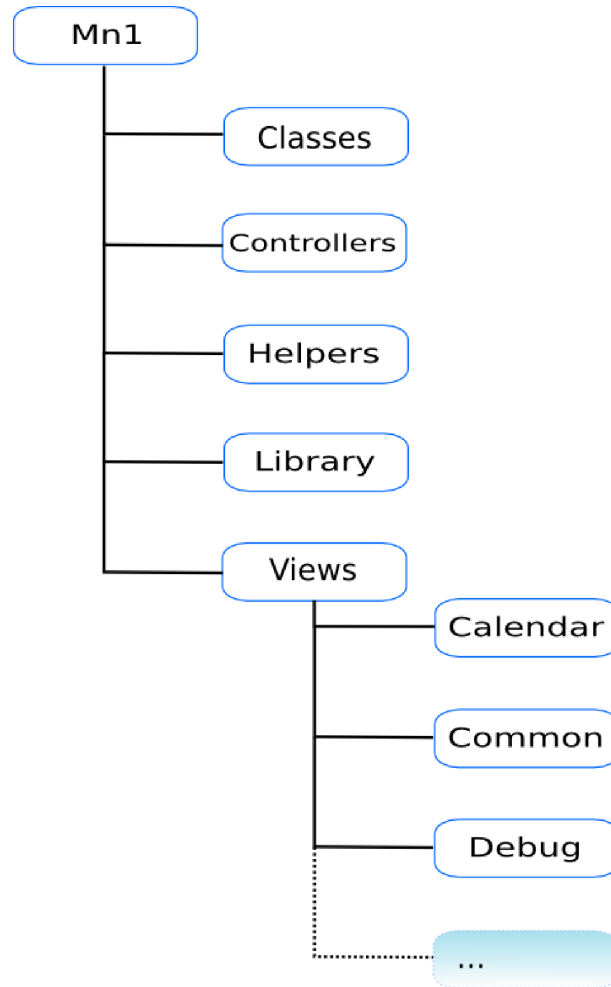 Mn1
Classes
Controllers
Helpers
Library
Views
Calendar
Common
Debug
...